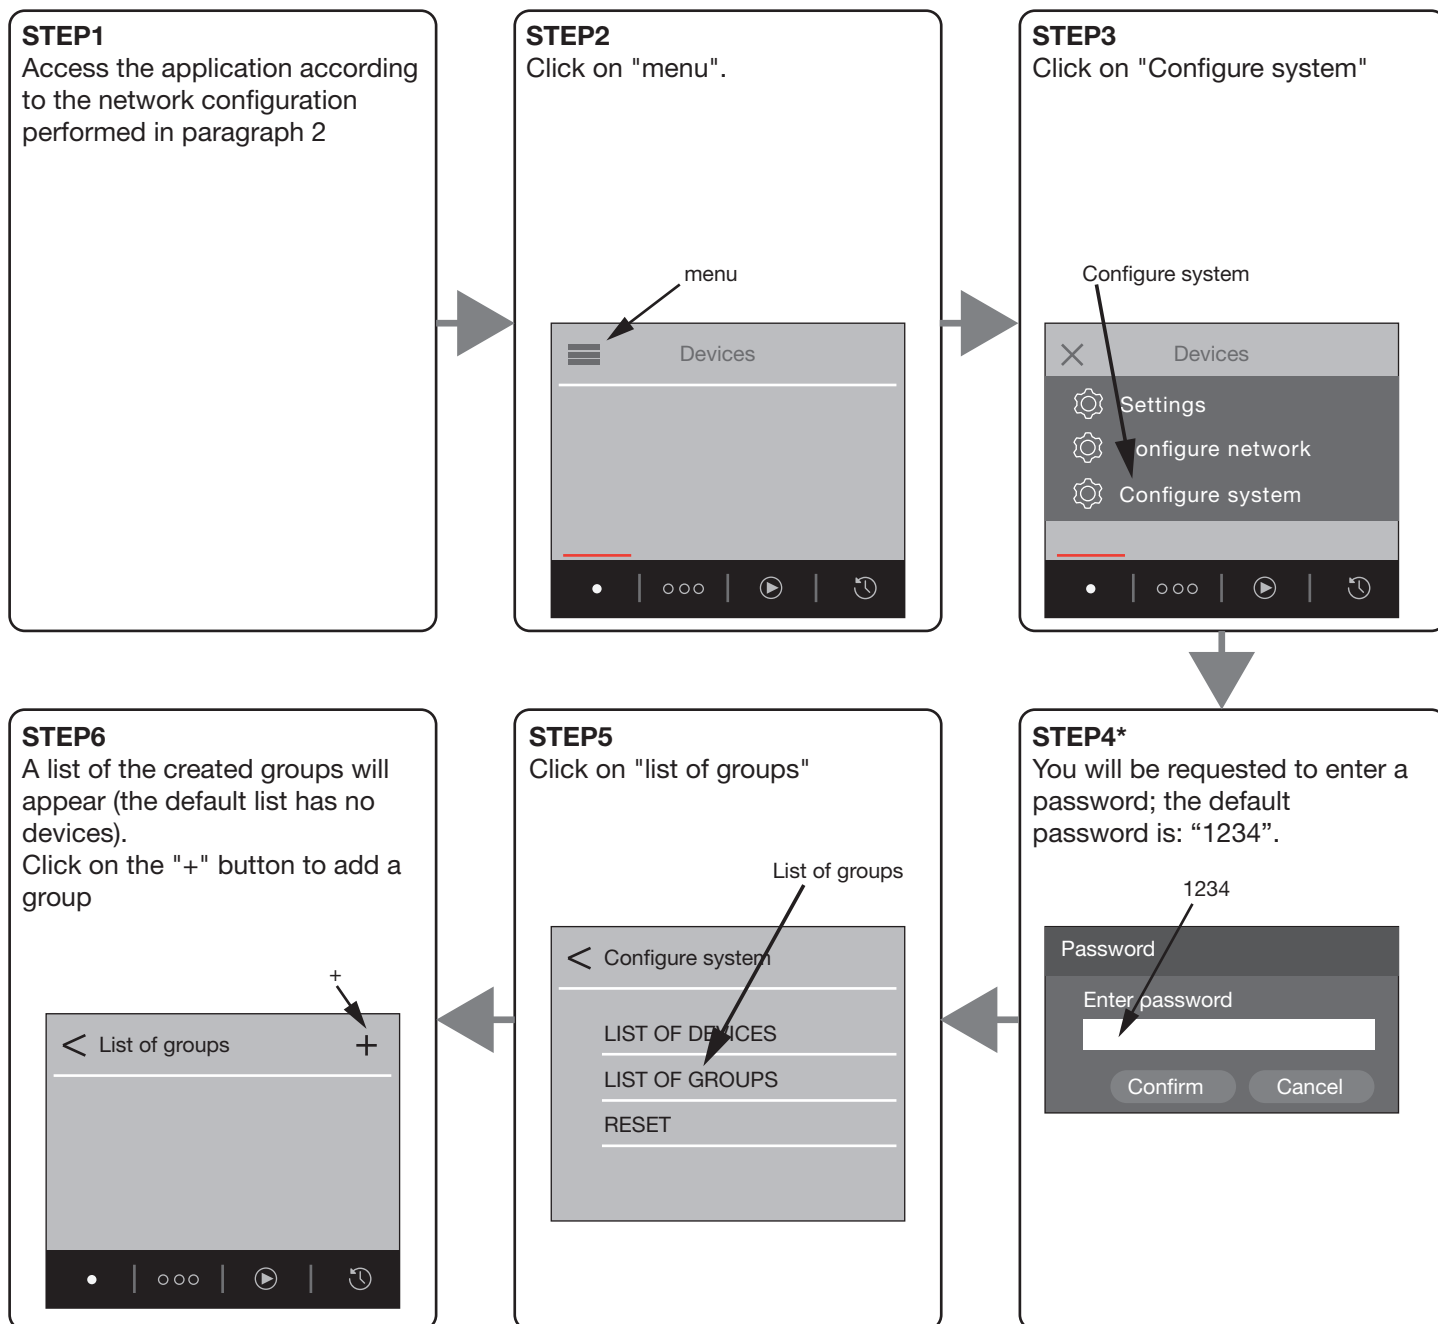 STEP1
Access the application according
to the network configuration
performed in paragraph 2
STEP2
Click on "menu".
menu
Devices
STEP3
Click on "Configure system"
Configure system
Devices
Settings
onfigure network
Configure system
STEP4*
You will be requested to enter a
password; the default
password is: “1234”.
1234
Password
Enter password
Confirm
Cancel
STEP5
Click on "list of groups"
List of groups
< Configure system
LIST OF DEVICES
LIST OF GROUPS
RESET
STEP6
A list of the created groups will
appear (the default list has no
devices).
Click on the "+" button to add a
group
+
< List of groups +